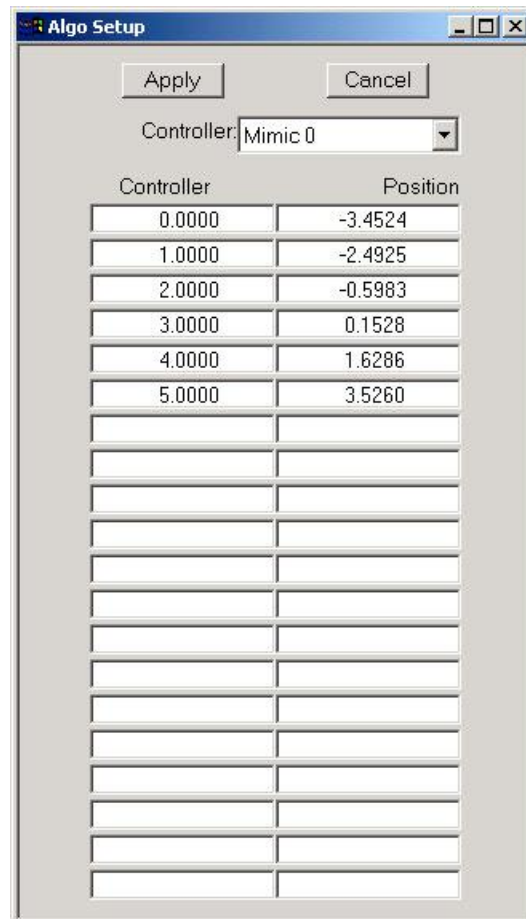 Algo Setup
Apply Cancel
Controller: Mimic 0
Controller Position
0.0000 -3.4524
1.0000 -2.4925
2.0000 -0.5983
3.0000 0.1528
4.0000 1.6286
5.0000 3.5260